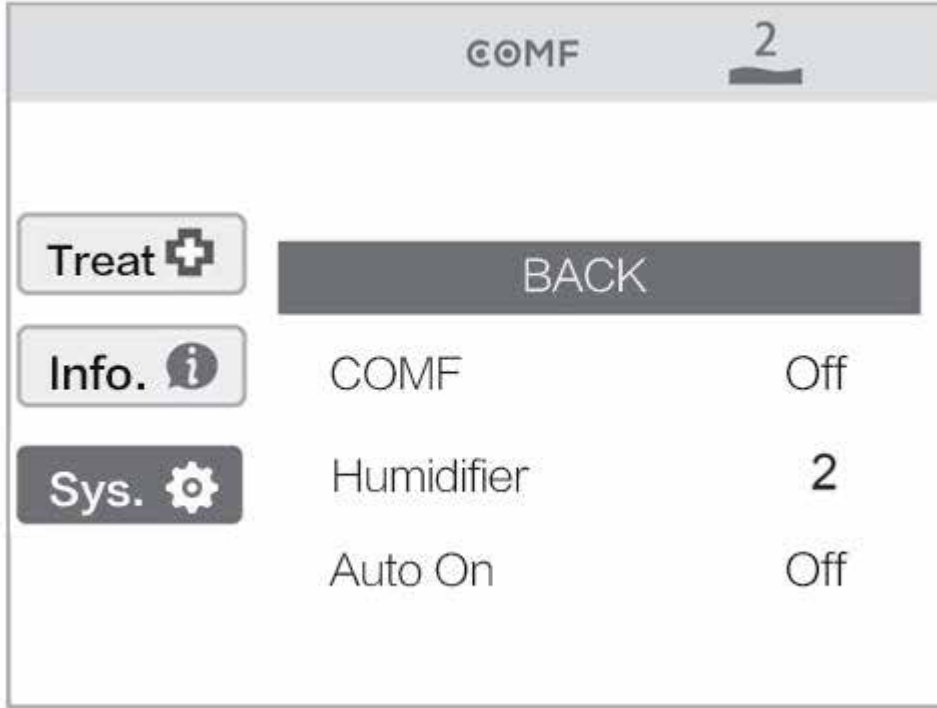 COMF 2
Treat
BACK
Info.
COMF Off
Sys.
Humidifier 2
Auto On Off